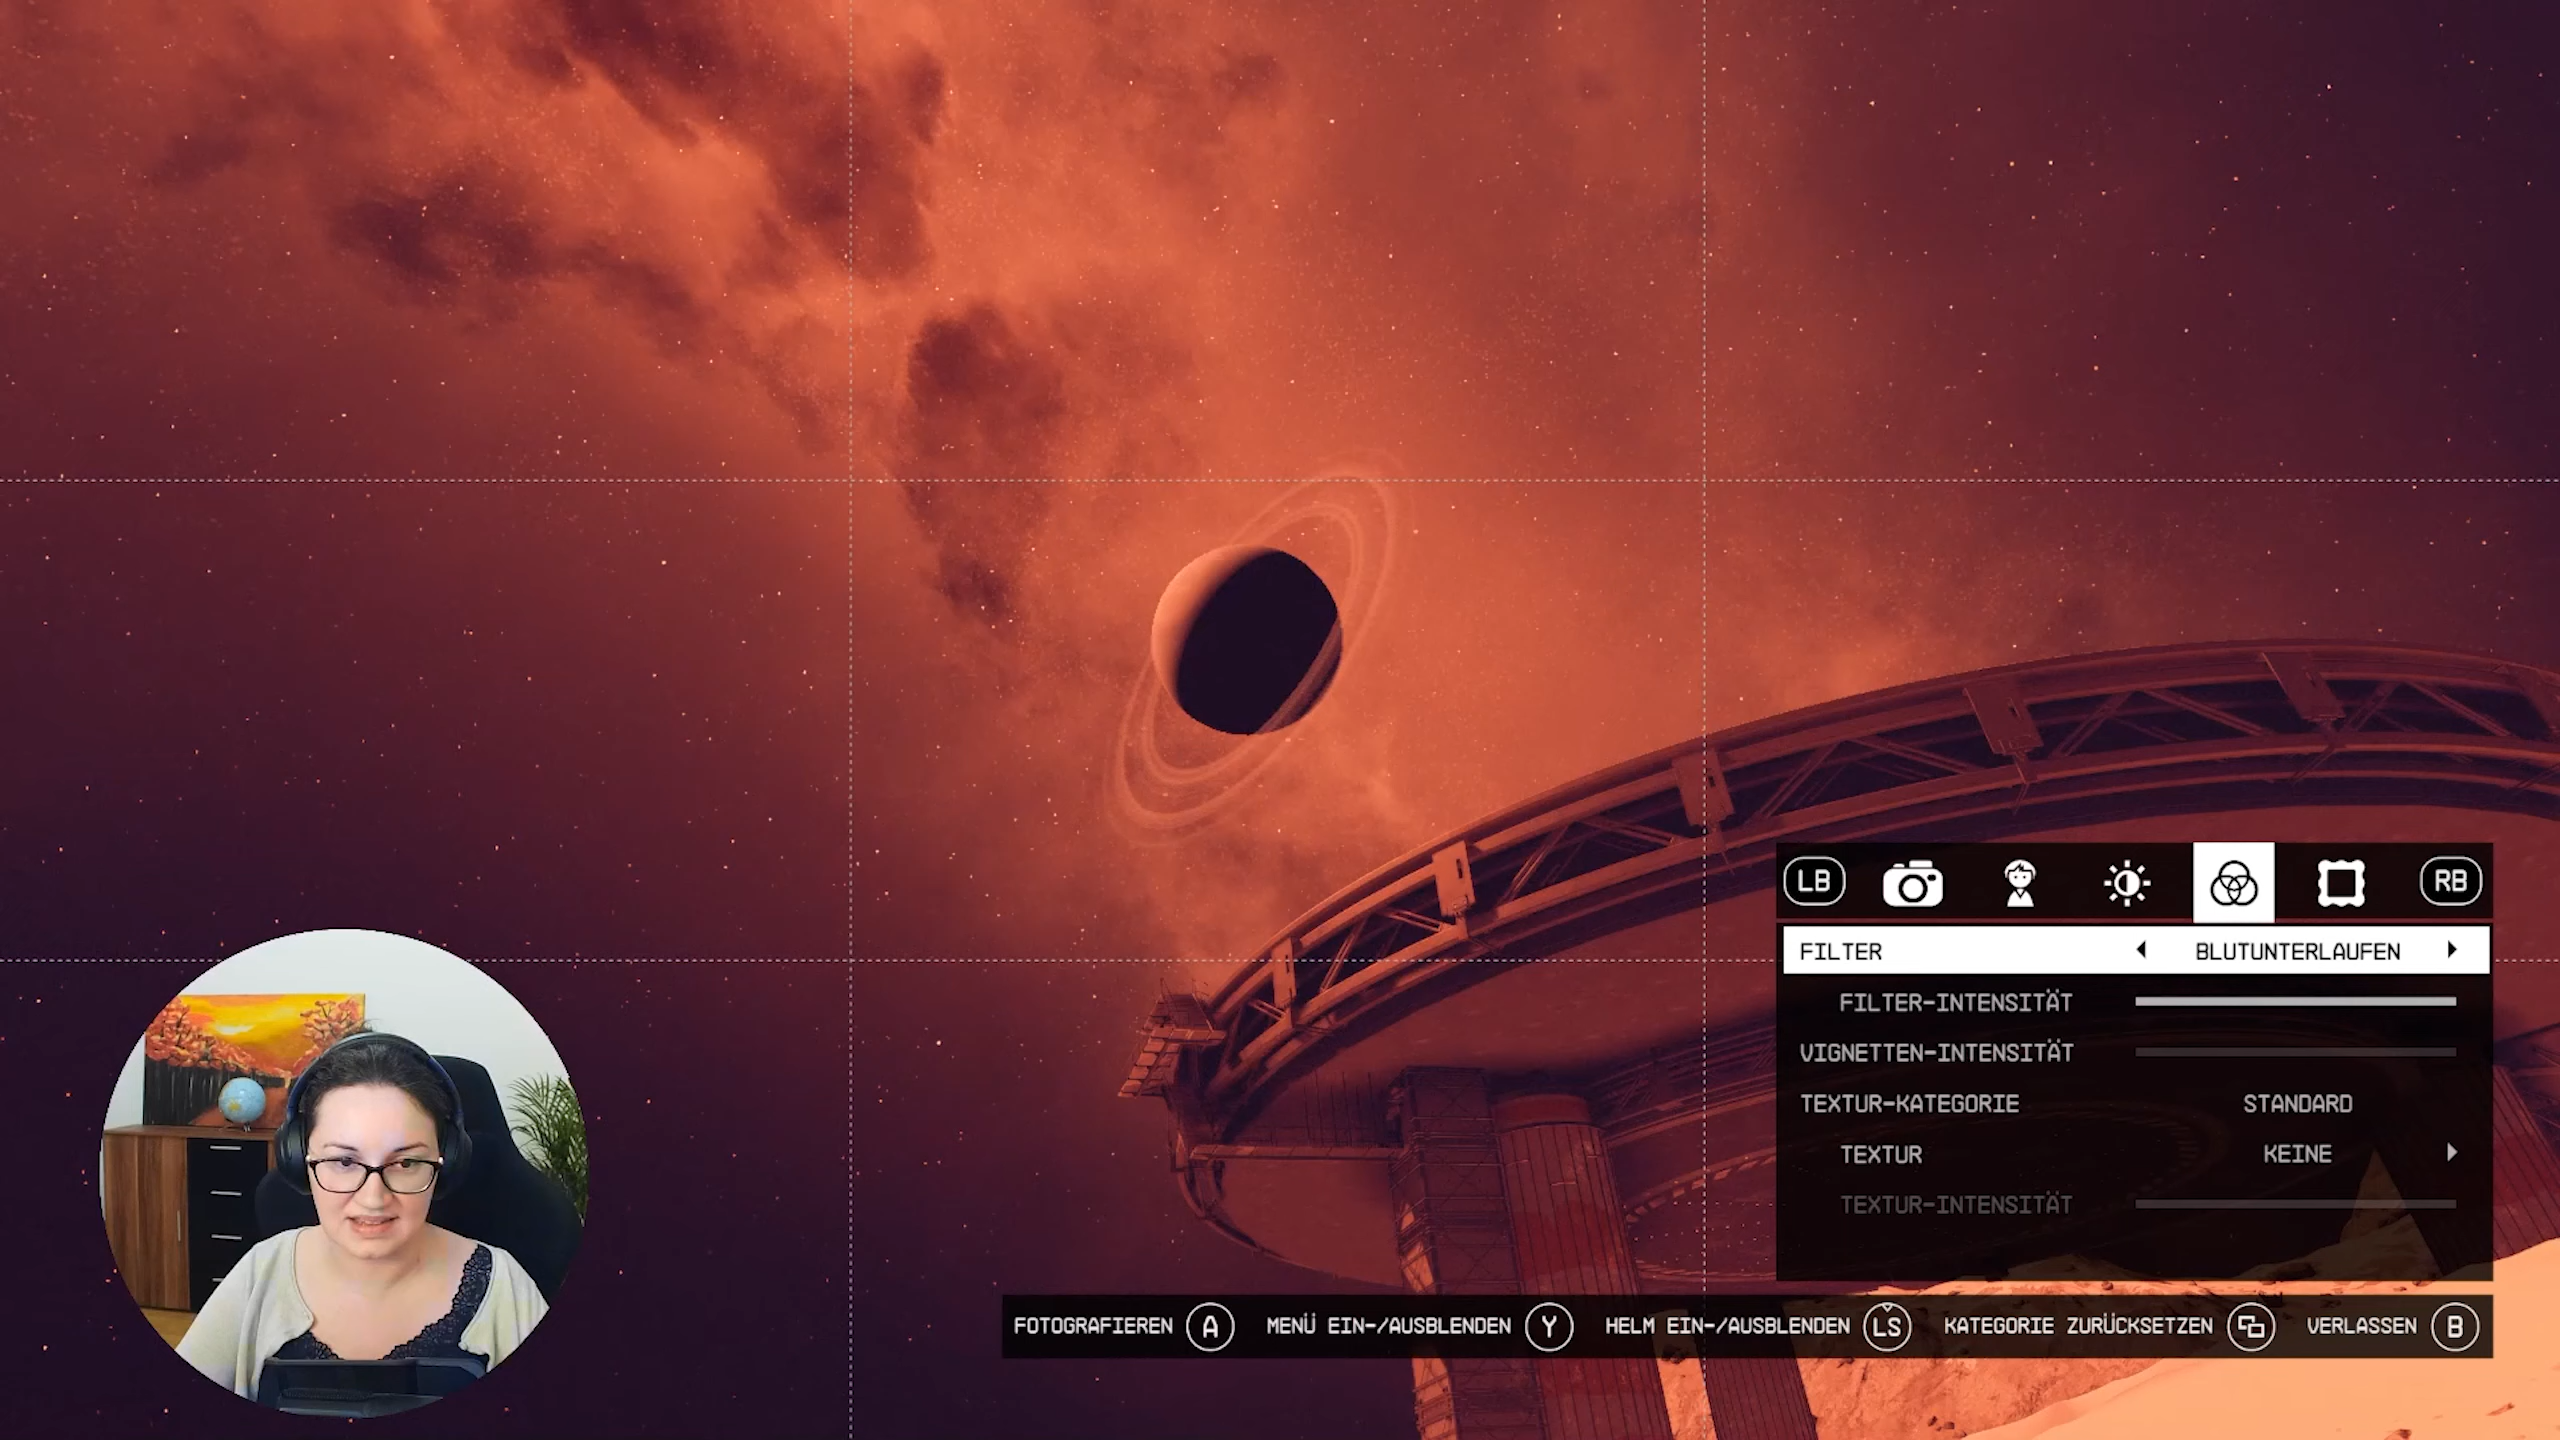 LB RB
FILTER BLUTUNTERLAUFEN
FILTER-INTENSITÄT
VIGNETTEN-INTENSITÄT
TEXTUR-KATEGORIE STANDARD
TEXTUR KEINE
TEXTUR-INTENSITÄT
FOTOGRAFIEREN A MENÜ EIN-/AUSBLENDEN Y HELM EIN-/AUSBLENDEN LS KATEGORIE ZURÜCKSETZEN VERLASSEN B